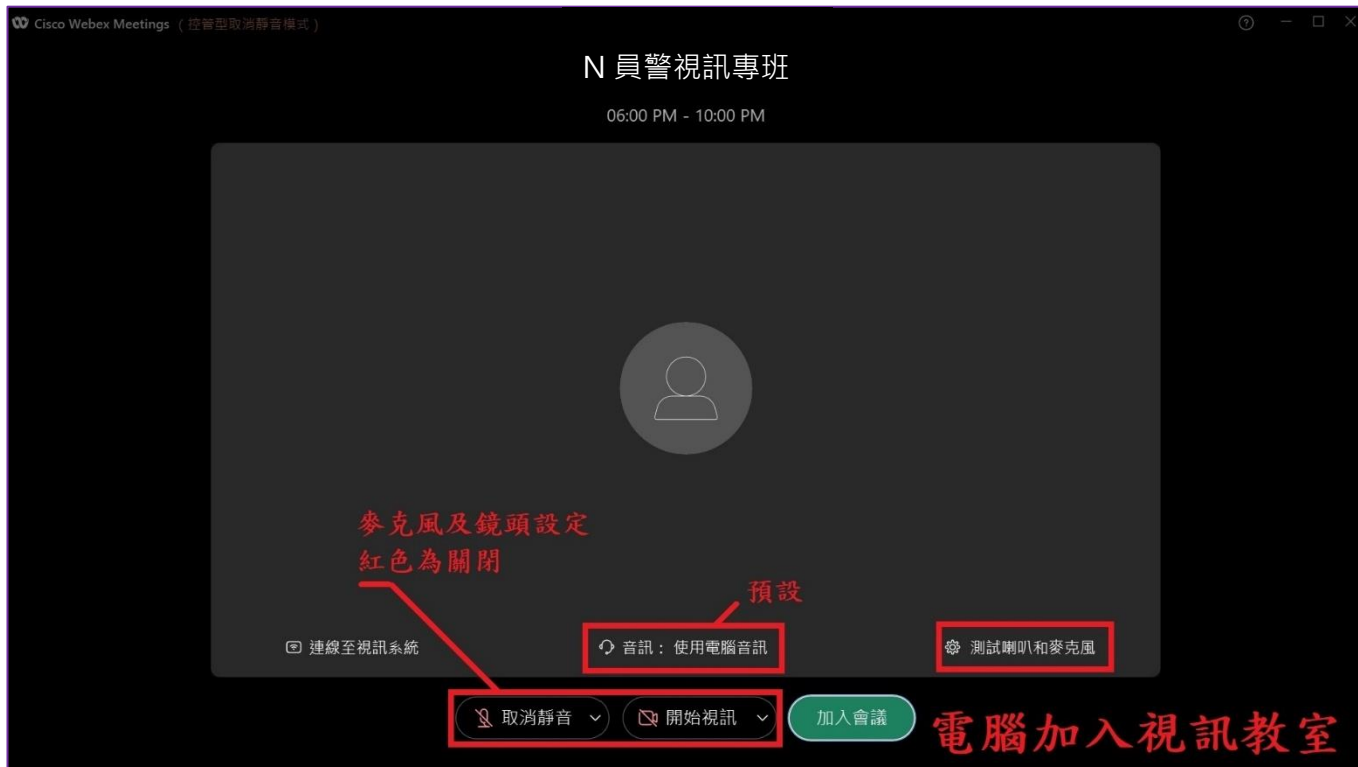 Cisco Webex Meetings （控管型取消靜音模式）
N 員警視訊專班
06:00 PM - 10:00 PM
麥克風及鏡頭設定
紅色為關閉
預設
連線至視訊系統
音訊： 使用電腦音訊
測試喇叭和麥克風
取消靜音
開始視訊
加入會議
電腦加入視訊教室